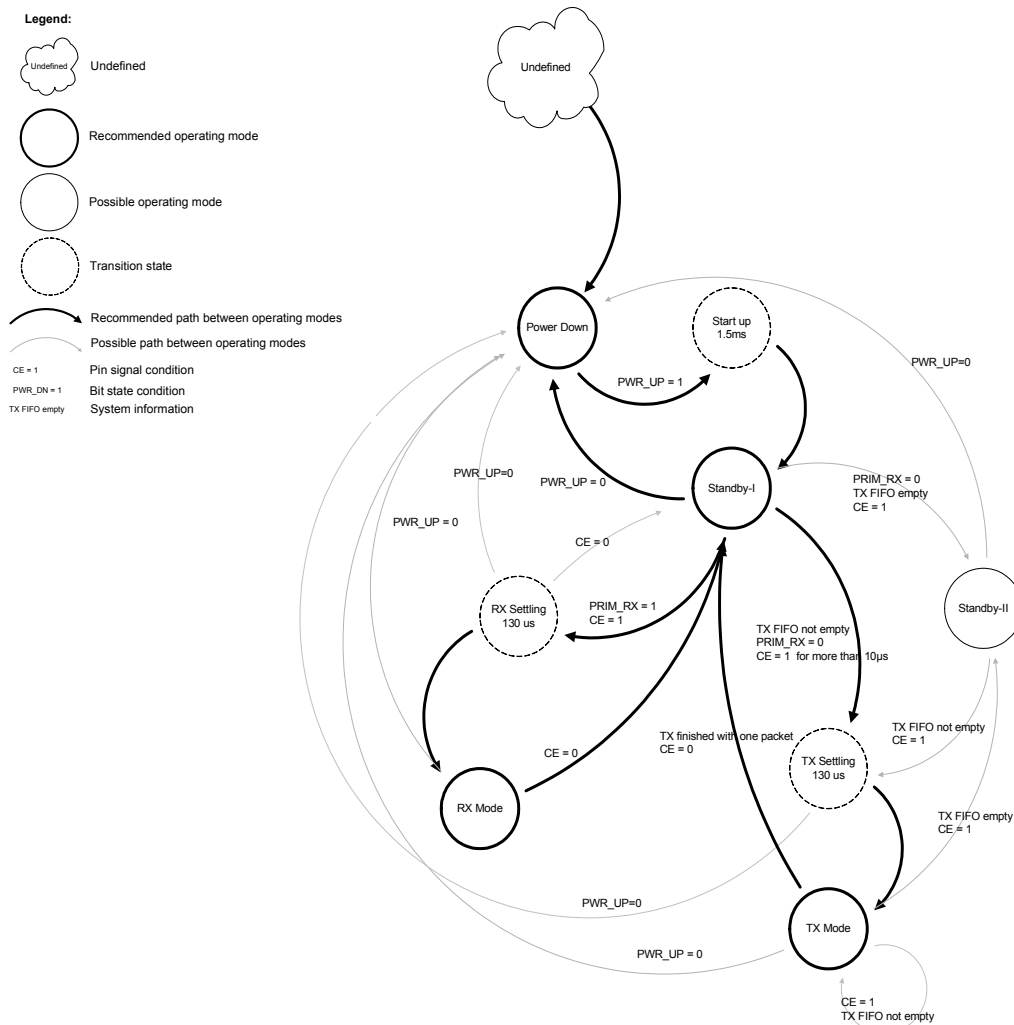 Legend:
Undefined
Undefined
Recommended operating mode
Possible operating mode
Transition state
Recommended path between operating modes
Possible path between operating modes
CE = 1
Pin signal condition
PWR_DN = 1
Bit state condition
TX FIFO empty
System information
Undefined
Power Down
Start up
1.5ms
PWR_UP = 1
PWR_UP=0
PWR_UP=0
PWR_UP = 0
Standby-I
PRIM_RX = 0
TX FIFO empty
CE = 1
PWR_UP = 0
CE = 0
RX Settling
130 us
PRIM_RX = 1
CE = 1
Standby-II
TX FIFO not empty
PRIM_RX = 0
CE = 1 for more than 10µs
TX FIFO not empty
CE = 1
TX finished with one packet
CE = 0
CE = 0
TX Settling
130 us
RX Mode
TX FIFO empty
CE = 1
PWR_UP=0
TX Mode
PWR_UP = 0
CE = 1
TX FIFO not empty